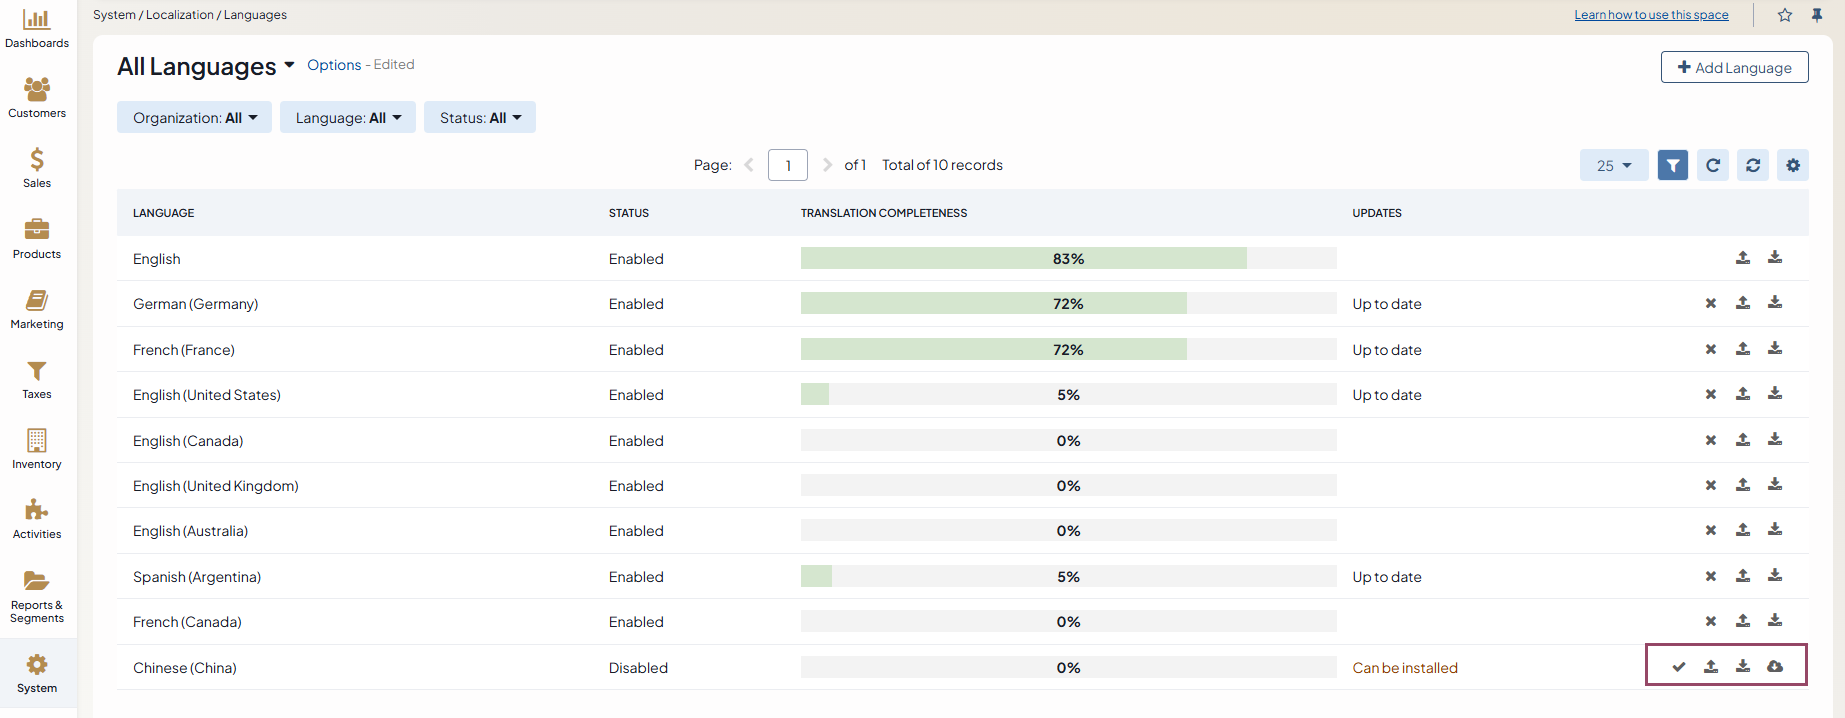 System / Localization / Languages
Learn how to use this space
Dashboards
Customers
Sales
Products
Marketing
Taxes
Inventory
Activities
Reports &
Segments
System
All Languages
Options - Edited
Add Language
Organization: All
Language: All
Status: All
Page: 1 of 1 Total of 10 records
25
LANGUAGE STATUS TRANSLATION COMPLETENESS UPDATES
English Enabled 83%
German (Germany) Enabled 72% Up to date
French (France) Enabled 72% Up to date
English (United States) Enabled 5% Up to date
English (Canada) Enabled 0%
English (United Kingdom) Enabled 0%
English (Australia) Enabled 0%
Spanish (Argentina) Enabled 5% Up to date
French (Canada) Enabled 0%
Chinese (China) Disabled 0% Can be installed